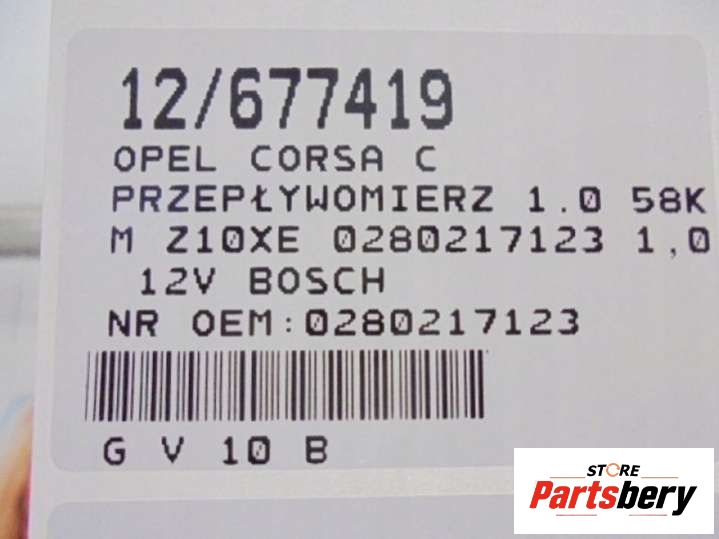 12/677419
OPEL CORSA C
PRZEPŁYWOMIERZ 1.0 58K
M Z10XE 0280217123 1,0
12V BOSCH
NR OEM:0280217123
G V 10 B
STORE
Partsbery